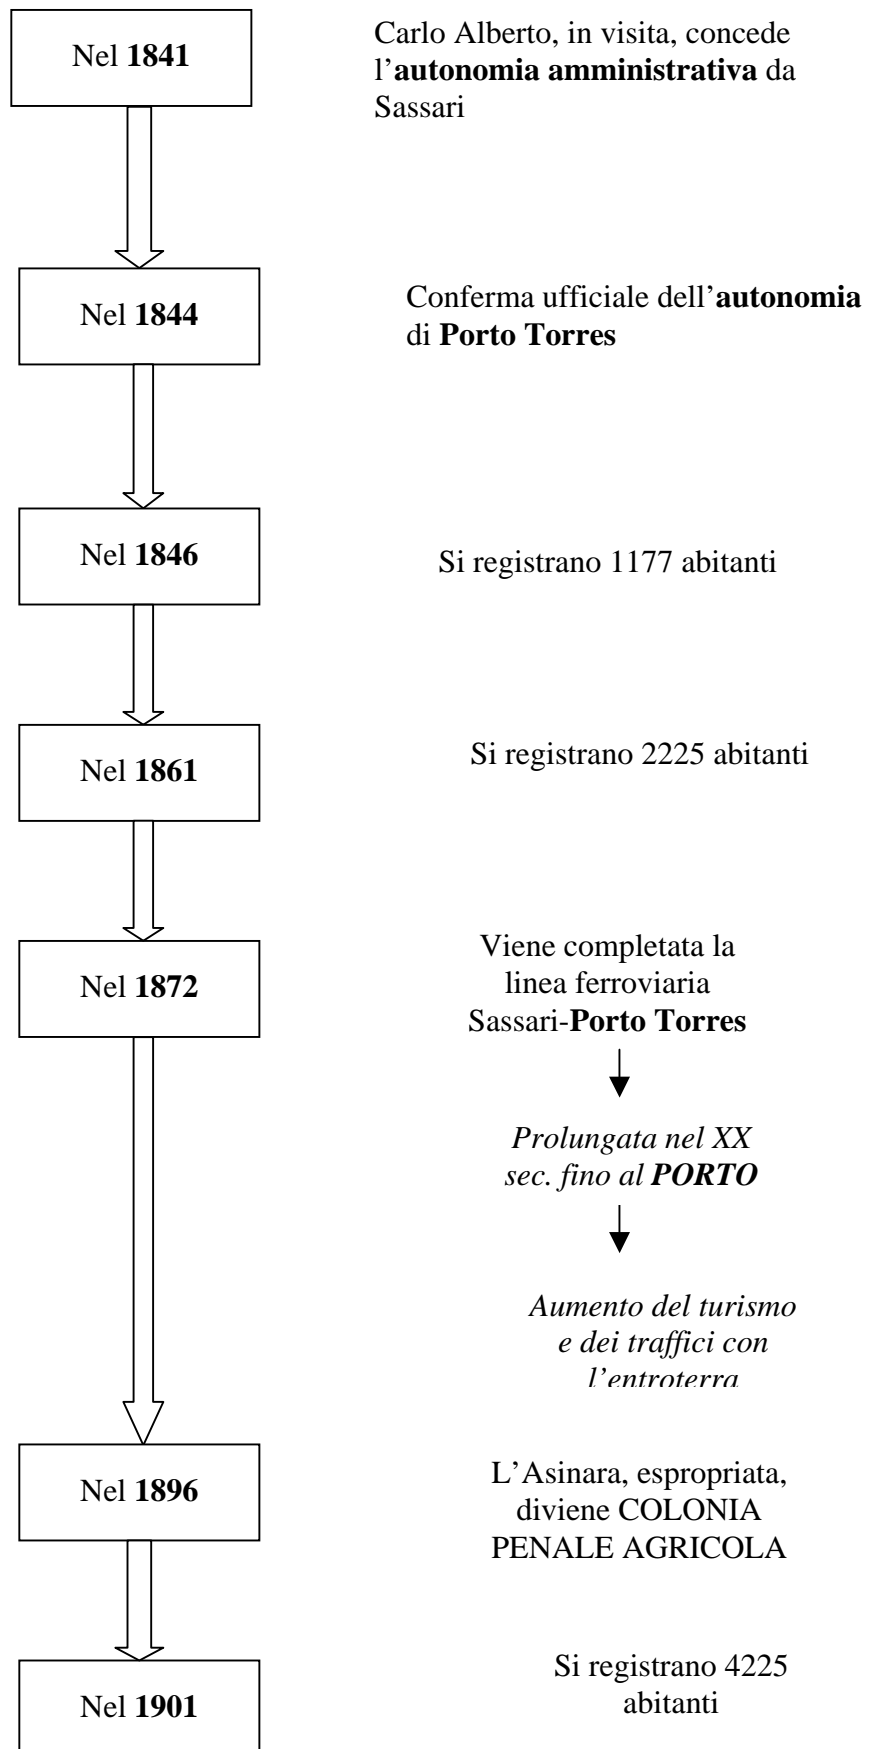 Nel 1841
Carlo Alberto, in visita, concede
l’autonomia amministrativa da
Sassari
Nel 1844
Conferma ufficiale dell’autonomia
di Porto Torres
Nel 1846
Si registrano 1177 abitanti
Nel 1861
Si registrano 2225 abitanti
Nel 1872
Viene completata la
linea ferroviaria
Sassari-Porto Torres
Prolungata nel XX
sec. fino al PORTO
Aumento del turismo
e dei traffici con
l’entroterra
Nel 1896
L’Asinara, espropriata,
diviene COLONIA
PENALE AGRICOLA
Nel 1901
Si registrano 4225
abitanti